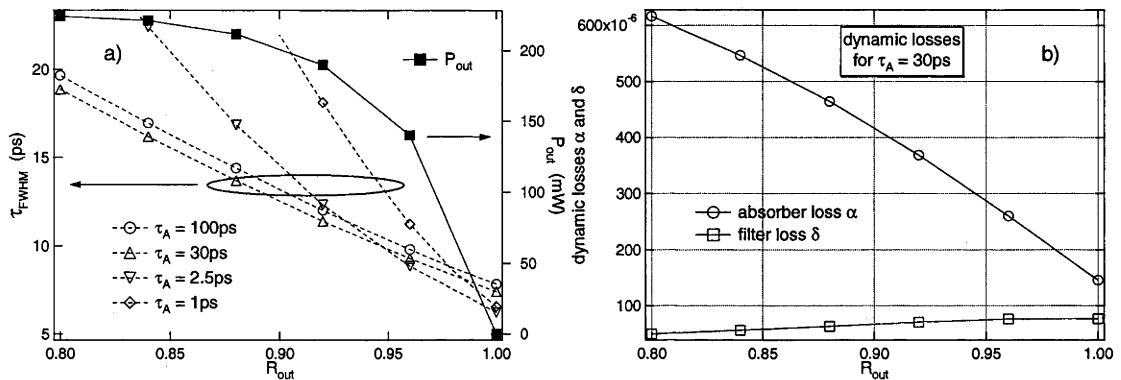 a)
P_out
τ_FWHM (ps)
20
15
10
5
200
150
100
50
0
P_out (mW)
τ_A = 100ps
τ_A = 30ps
τ_A = 2.5ps
τ_A = 1ps
0.80 0.85 0.90 0.95 1.00
R_out
b)
dynamic losses
for τ_A = 30ps
dynamic losses α and δ
600x10^-6
500
400
300
200
100
absorber loss α
filter loss δ
0.80 0.85 0.90 0.95 1.00
R_out